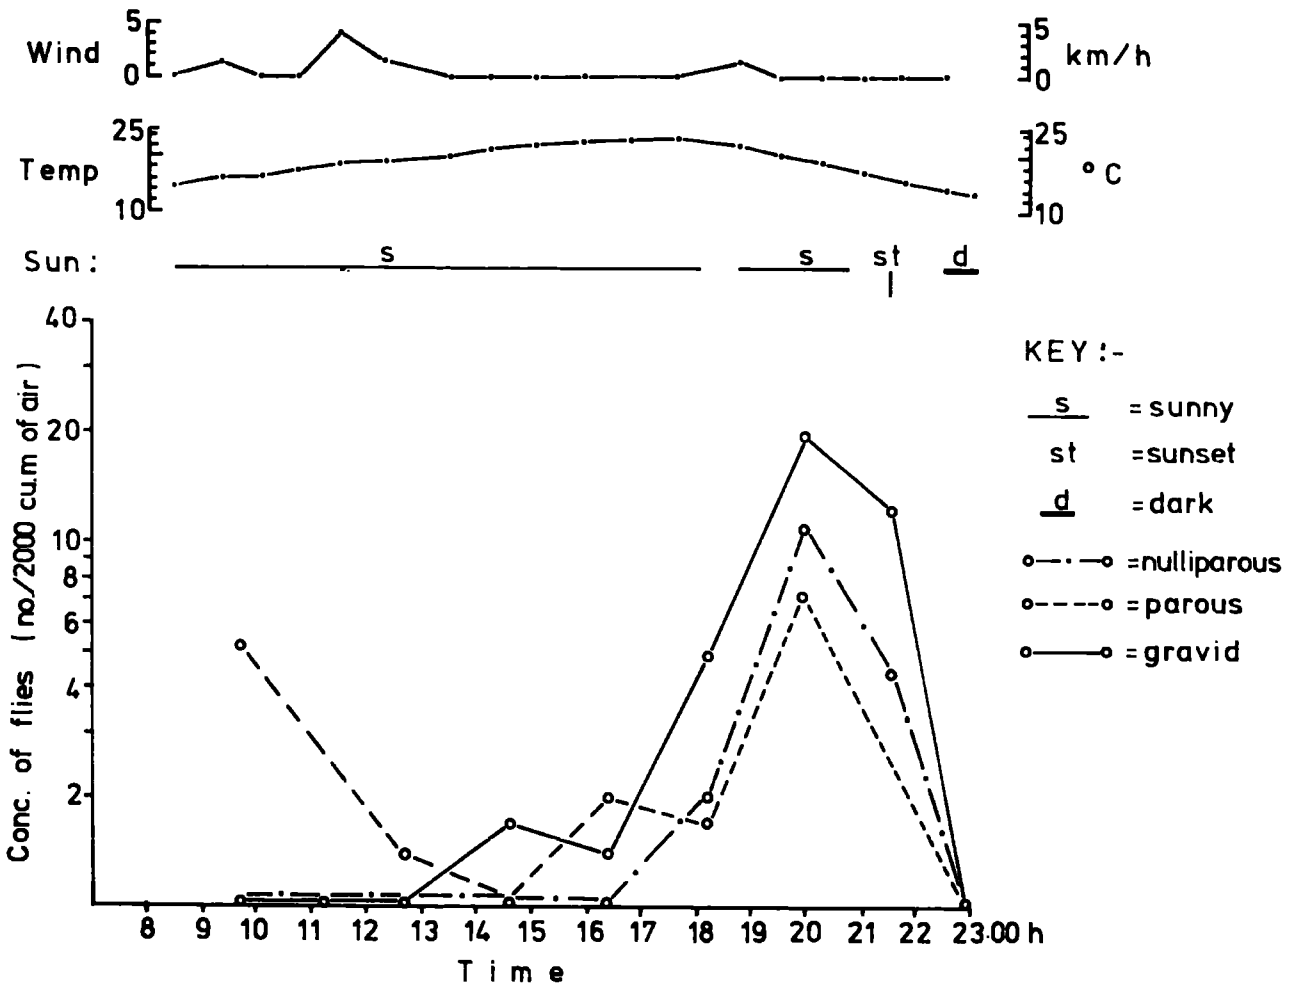 Wind 5 0 5 0 km/h
Temp 25 10 25 10 °C
Sun: s s st d
Conc. of flies (no./2000 cu.m of air)
40
20
10
8
6
4
2
8 9 10 11 12 13 14 15 16 17 18 19 20 21 22 23:00 h
Time
KEY :-
s = sunny
st = sunset
d = dark
= nulliparous
= parous
= gravid